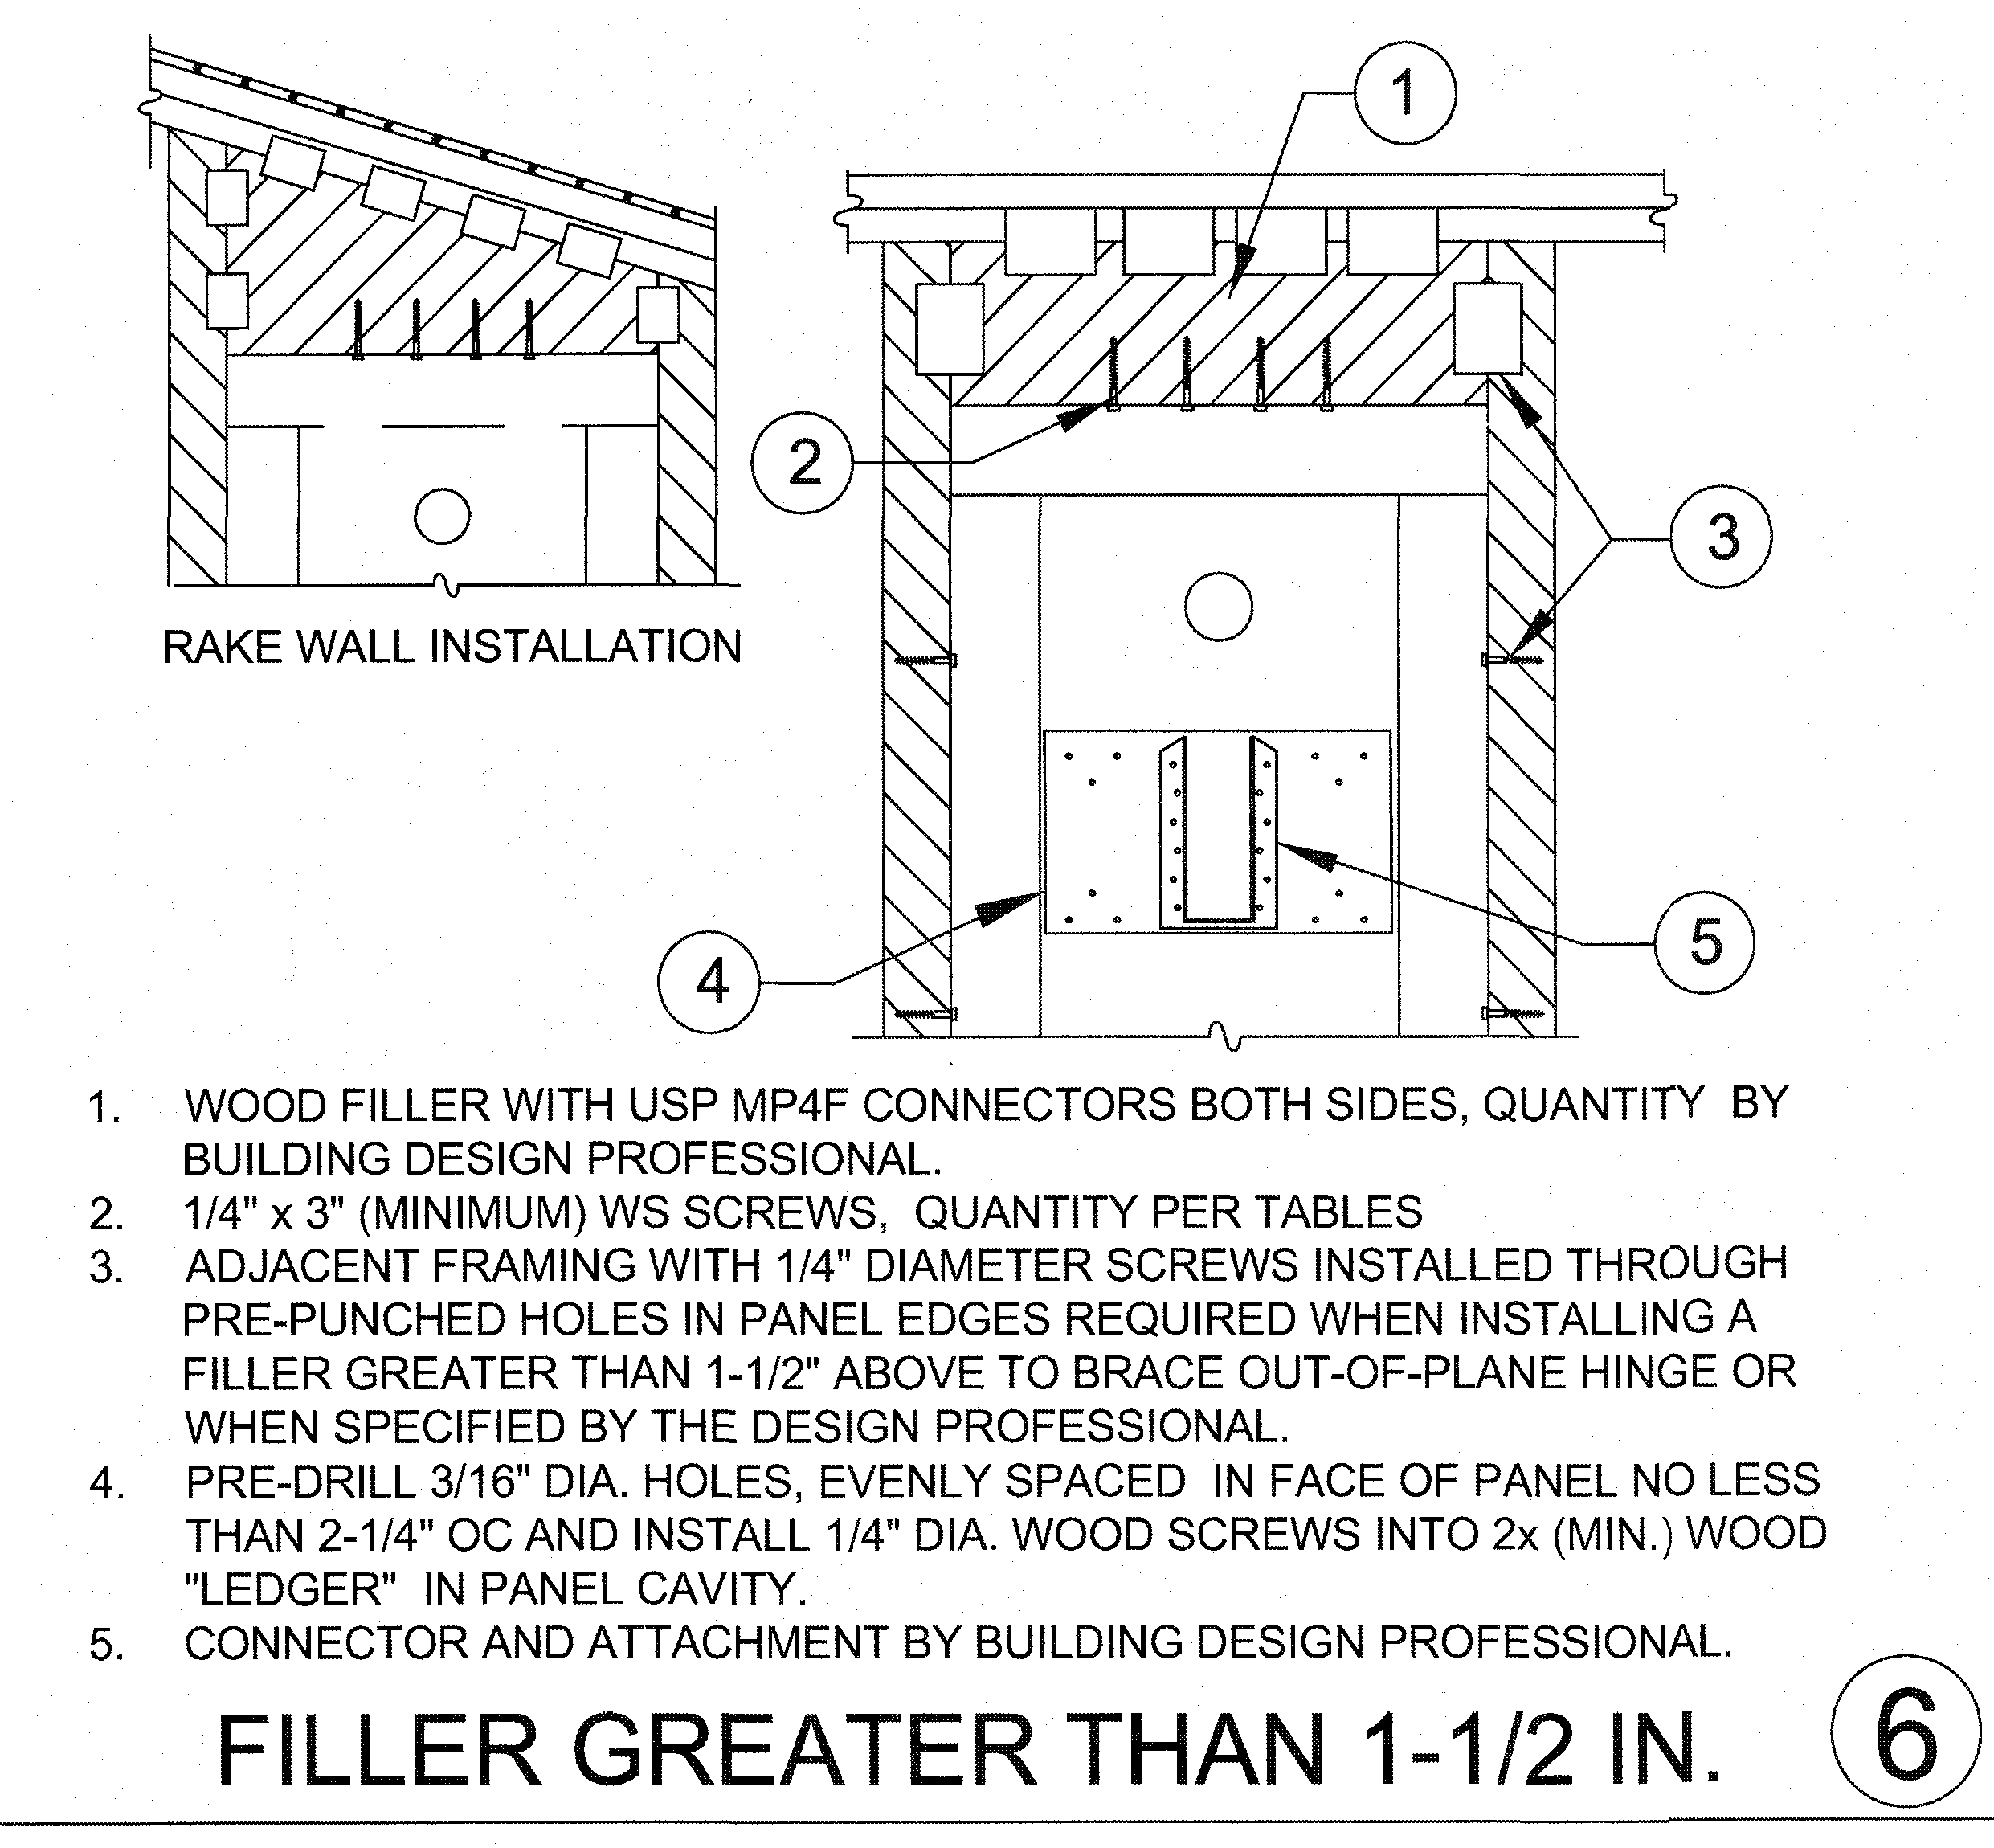 1
2
3
RAKE WALL INSTALLATION
5
4
1. WOOD FILLER WITH USP MP4F CONNECTORS BOTH SIDES, QUANTITY BY
BUILDING DESIGN PROFESSIONAL.
2. 1/4" x 3" (MINIMUM) WS SCREWS, QUANTITY PER TABLES
3. ADJACENT FRAMING WITH 1/4" DIAMETER SCREWS INSTALLED THROUGH
PRE-PUNCHED HOLES IN PANEL EDGES REQUIRED WHEN INSTALLING A
FILLER GREATER THAN 1-1/2" ABOVE TO BRACE OUT-OF-PLANE HINGE OR
WHEN SPECIFIED BY THE DESIGN PROFESSIONAL.
4. PRE-DRILL 3/16" DIA. HOLES, EVENLY SPACED IN FACE OF PANEL NO LESS
THAN 2-1/4" OC AND INSTALL 1/4" DIA. WOOD SCREWS INTO 2x (MIN.) WOOD
"LEDGER" IN PANEL CAVITY.
5. CONNECTOR AND ATTACHMENT BY BUILDING DESIGN PROFESSIONAL.
FILLER GREATER THAN 1-1/2 IN. 6